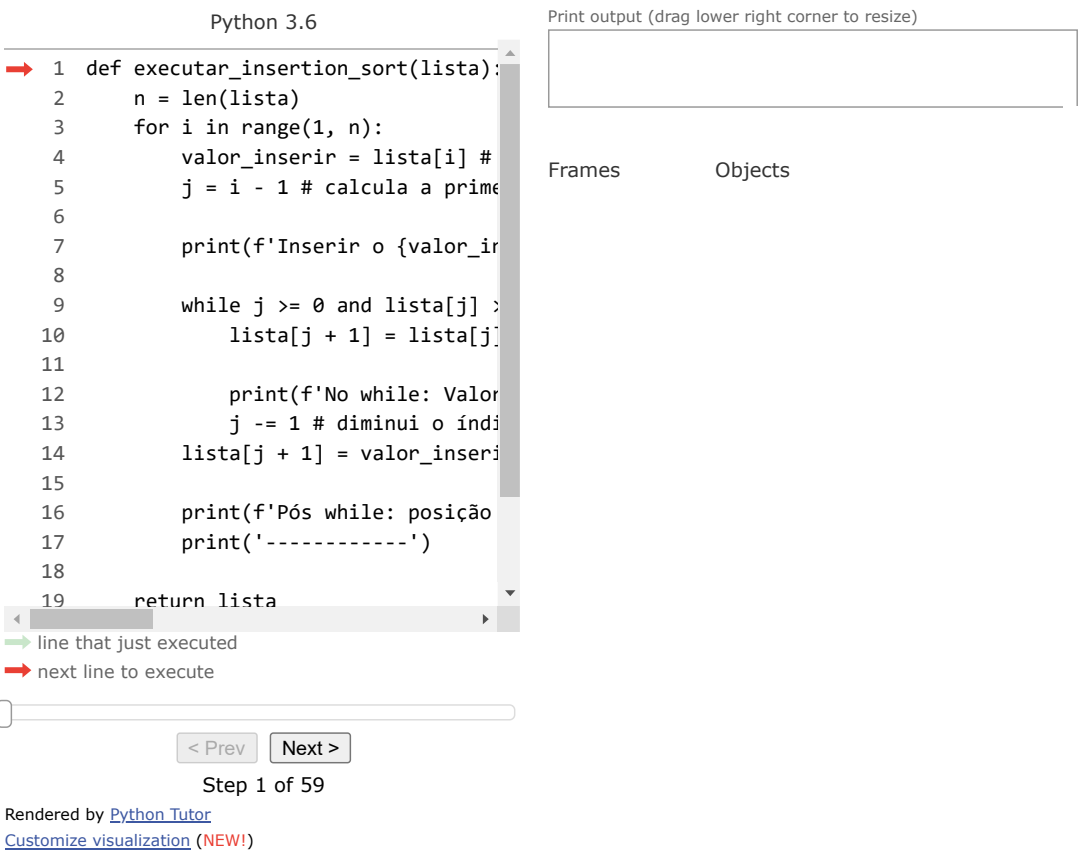 Python 3.6
1 def executar_insertion_sort(lista):
2     n = len(lista)
3     for i in range(1, n):
4         valor_inserir = lista[i] #
5         j = i - 1 # calcula a prime
6
7         print(f'Inserir o {valor_in
8
9         while j >= 0 and lista[j] >
10             lista[j + 1] = lista[j]
11
12             print(f'No while: Valor
13             j -= 1 # diminui o índi
14         lista[j + 1] = valor_inseri
15
16         print(f'Pós while: posição
17         print('------------')
18
19     return lista
line that just executed
next line to execute
< Prev Next >
Step 1 of 59
Rendered by Python Tutor
Customize visualization (NEW!)
Print output (drag lower right corner to resize)
Frames Objects